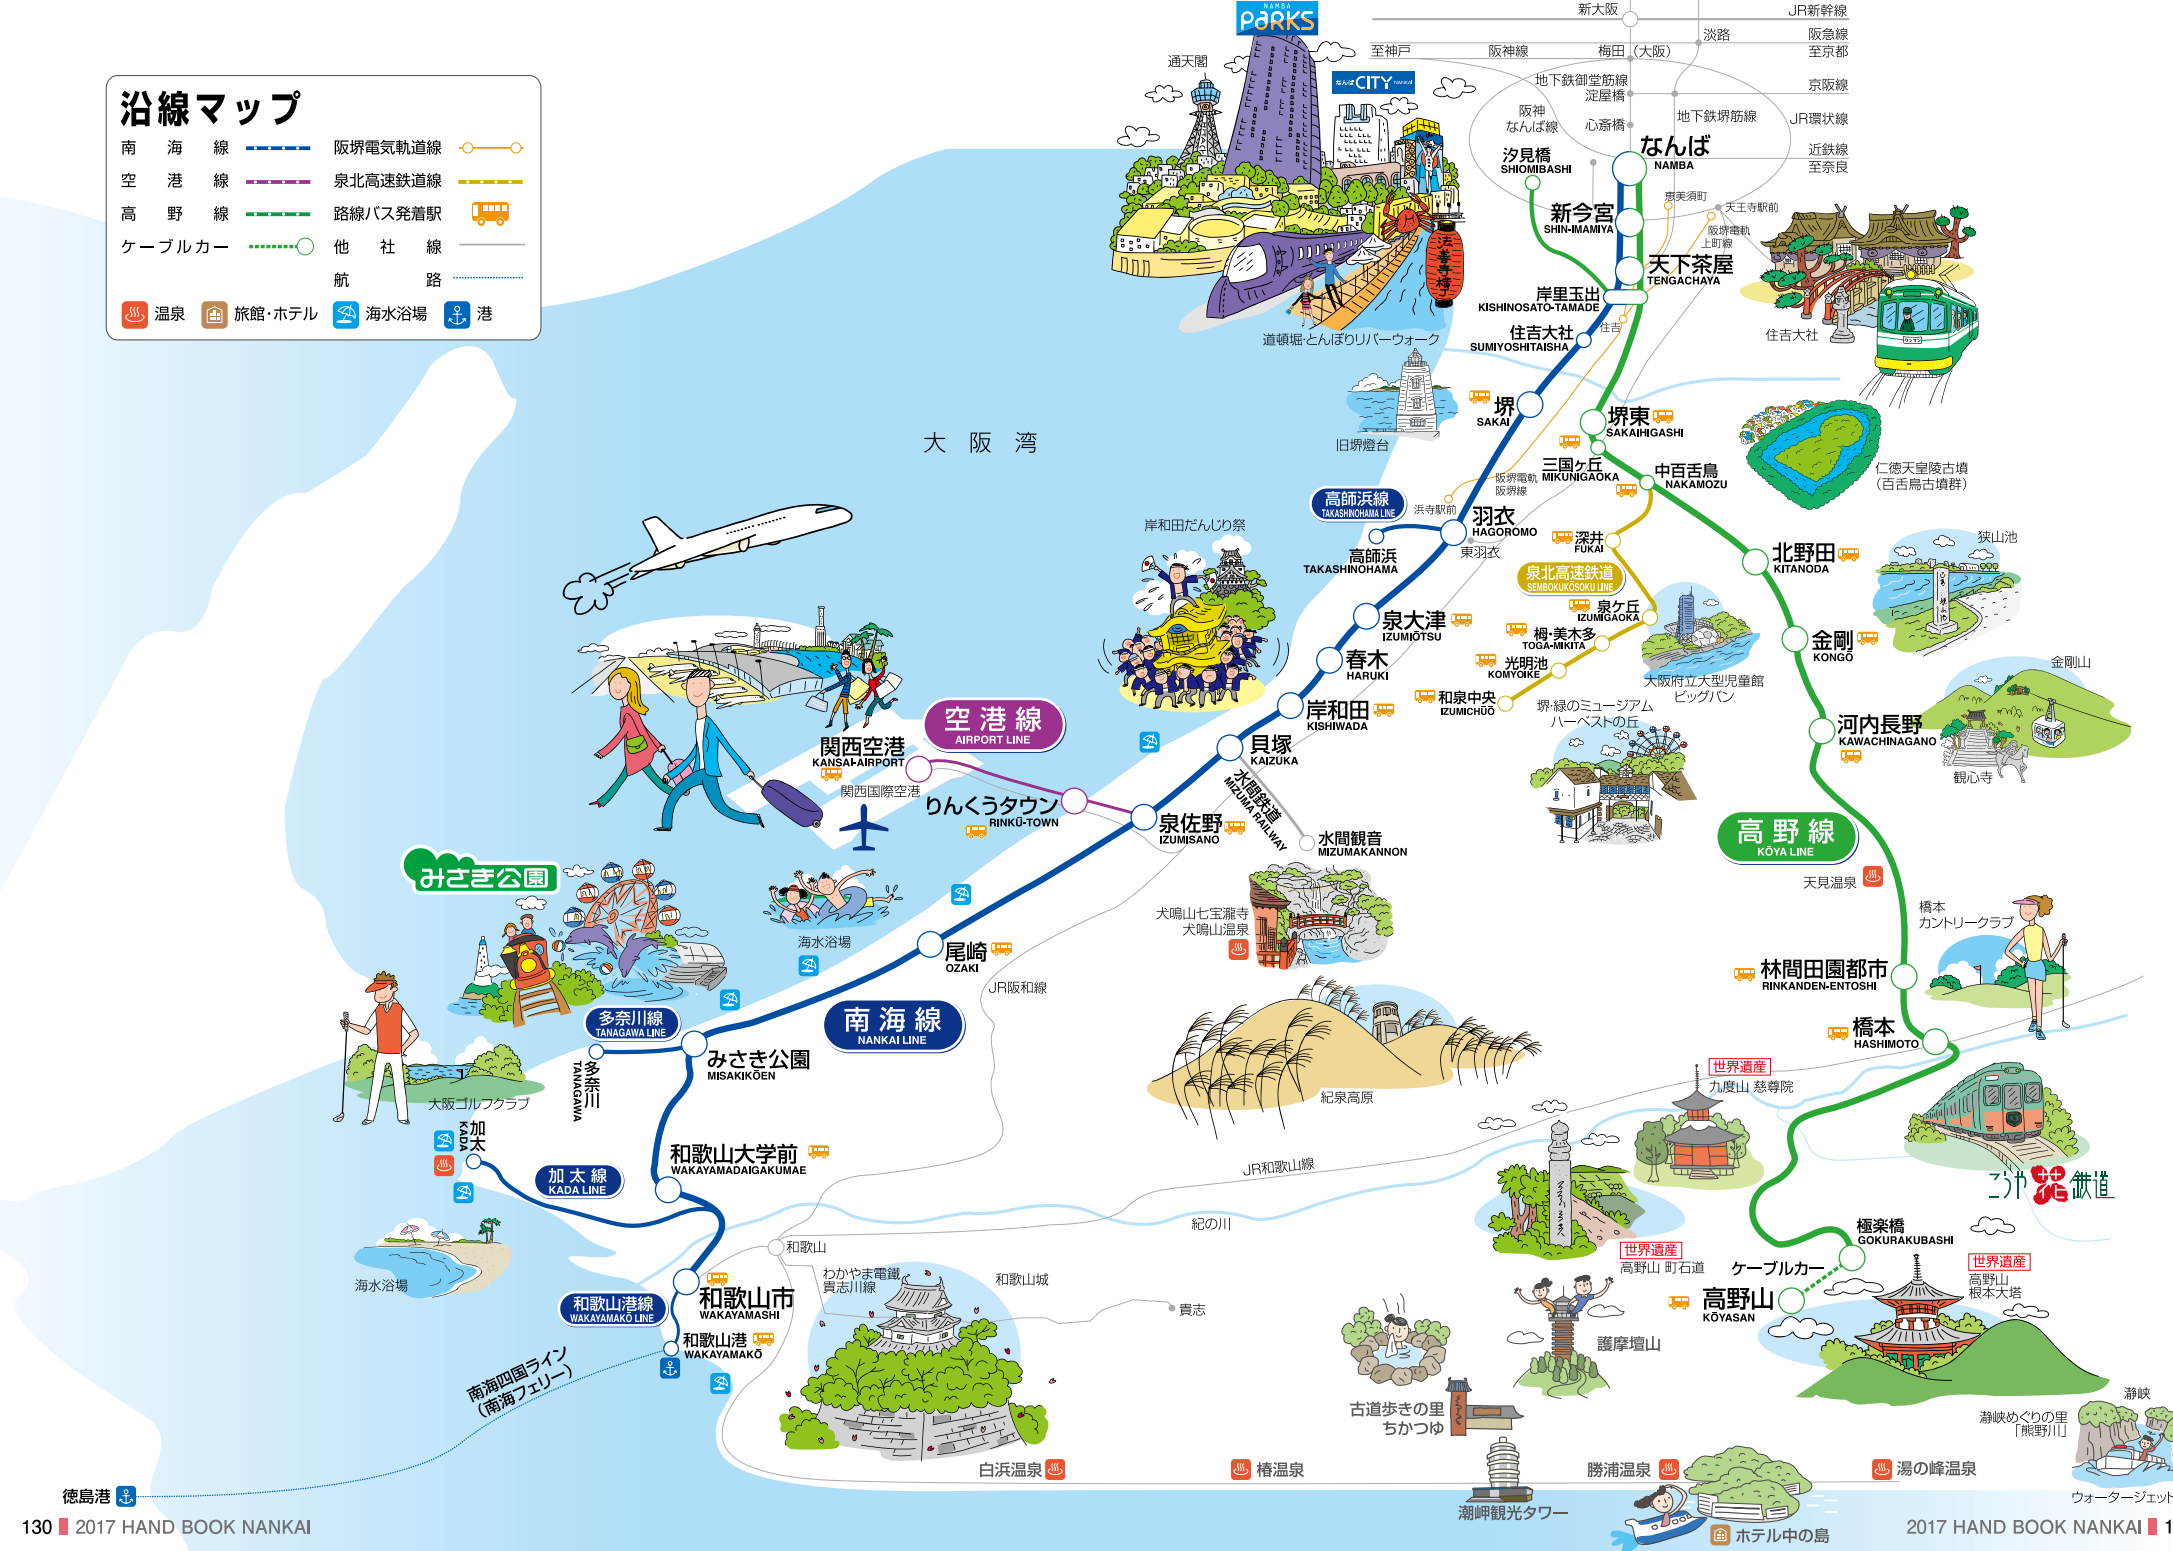 沿線マップ
南海線
阪堺電気軌道線
空港線
泉北高速鉄道線
高野線
路線バス発着駅
ケーブルカー
他社線
航路
温泉
旅館・ホテル
海水浴場
港
NAMBA
PARKS
なんばCITY NANKAI
通天閣
法善寺横
道頓堀・とんぼりリバーウォーク
新大阪
JR新幹線
淡路
阪急線
至神戸
阪神線
梅田(大阪)
至京都
地下鉄御堂筋線
淀屋橋
京阪線
阪神
なんば線
心斎橋
地下鉄堺筋線
JR環状線
近鉄線
至奈良
なんば
NAMBA
汐見橋
SHIOMIBASHI
恵美須町
天王寺駅前
新今宮
SHIN-IMAMIYA
阪堺電軌
上町線
天下茶屋
TENGACHAYA
岸里玉出
KISHINOSATO-TAMADE
住吉大社
SUMIYOSHITAISHA
住吉
住吉大社
ワンマン
旧堺燈台
堺
SAKAI
堺東
SAKAIHIGASHI
三国ヶ丘
MIKUNIGAOKA
中百舌鳥
NAKAMOZU
仁徳天皇陵古墳
(百舌鳥古墳群)
大阪湾
阪堺電軌
阪堺線
浜寺駅前
高師浜線
TAKASHINOHAMA LINE
羽衣
HAGOROMO
東羽衣
高師浜
TAKASHINOHAMA
岸和田だんじり祭
深井
FUKAI
泉北高速鉄道
SEMBOKUKŌSOKU LINE
泉ケ丘
IZUMIGAOKA
栂・美木多
TOGA-MIKITA
光明池
KOMYOIKE
和泉中央
IZUMICHŪŌ
大阪府立大型児童館
ビッグバン
堺・緑のミュージアム
ハーベストの丘
北野田
KITANODA
狭山池
金剛
KONGŌ
金剛山
観心寺
河内長野
KAWACHINAGANO
泉大津
IZUMIŌTSU
春木
HARUKI
岸和田
KISHIWADA
貝塚
KAIZUKA
水間鉄道
MIZUMA RAILWAY
水間観音
MIZUMAKANNON
空港線
AIRPORT LINE
関西空港
KANSAI-AIRPORT
関西国際空港
りんくうタウン
RINKŪ-TOWN
泉佐野
IZUMISANO
高野線
KŌYA LINE
天見温泉
橋本
カントリークラブ
みさき公園
海水浴場
犬鳴山七宝瀧寺
犬鳴山温泉
尾崎
OZAKI
JR阪和線
南海線
NANKAI LINE
多奈川線
TANAGAWA LINE
多奈川
TANAGAWA
みさき公園
MISAKIKŌEN
大阪ゴルフクラブ
紀泉高原
林間田園都市
RINKANDEN-ENTOSHI
橋本
HASHIMOTO
世界遺産
九度山 慈尊院
こうや花鉄道
加太
KADA
加太線
KADA LINE
和歌山大学前
WAKAYAMADAIGAKUMAE
JR和歌山線
紀の川
海水浴場
和歌山
わかやま電鐵
貴志川線
和歌山城
貴志
和歌山港線
WAKAYAMAKŌ LINE
和歌山市
WAKAYAMASHI
和歌山港
WAKAYAMAKŌ
南海四国ライン
(南海フェリー)
徳島港
世界遺産
高野山 町石道
極楽橋
GOKURAKUBASHI
ケーブルカー
高野山
KŌYASAN
世界遺産
高野山
根本大塔
護摩壇山
古道歩きの里
ちかつゆ
瀞峡
瀞峡めぐりの里
「熊野川」
ウォータージェット
白浜温泉
椿温泉
潮岬観光タワー
勝浦温泉
ホテル中の島
湯の峰温泉
130 2017 HAND BOOK NANKAI
2017 HAND BOOK NANKAI 1